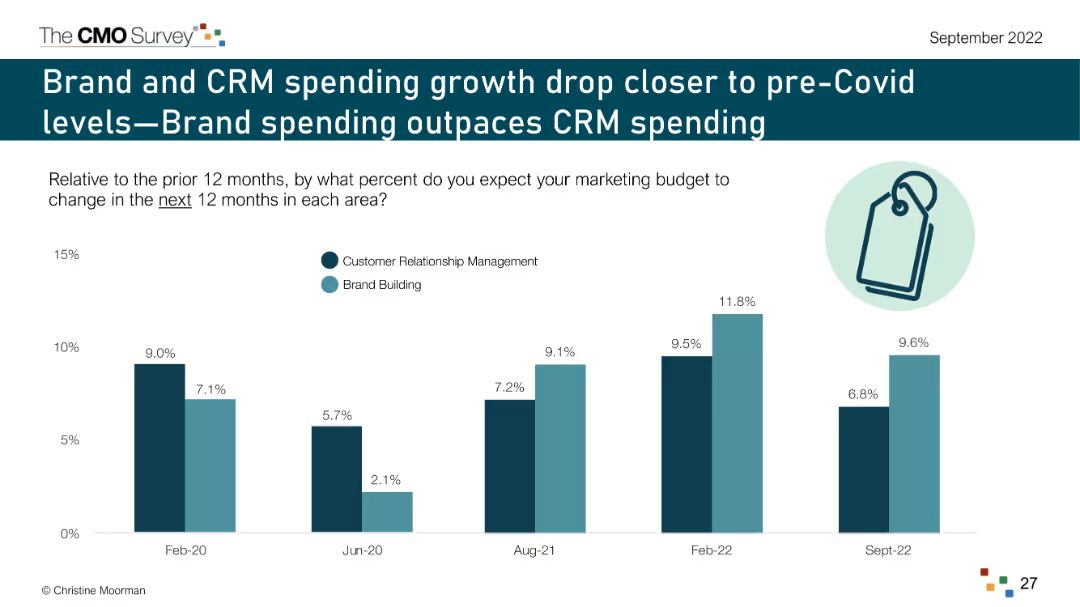 The CMO Survey
September 2022
Brand and CRM spending growth drop closer to pre-Covid
levels—Brand spending outpaces CRM spending
Relative to the prior 12 months, by what percent do you expect your marketing budget to
change in the next 12 months in each area?
15%
10%
5%
0%
Customer Relationship Management
Brand Building
9.0%
7.1%
5.7%
2.1%
7.2%
9.1%
9.5%
11.8%
6.8%
9.6%
Feb-20
Jun-20
Aug-21
Feb-22
Sept-22
© Christine Moorman
27